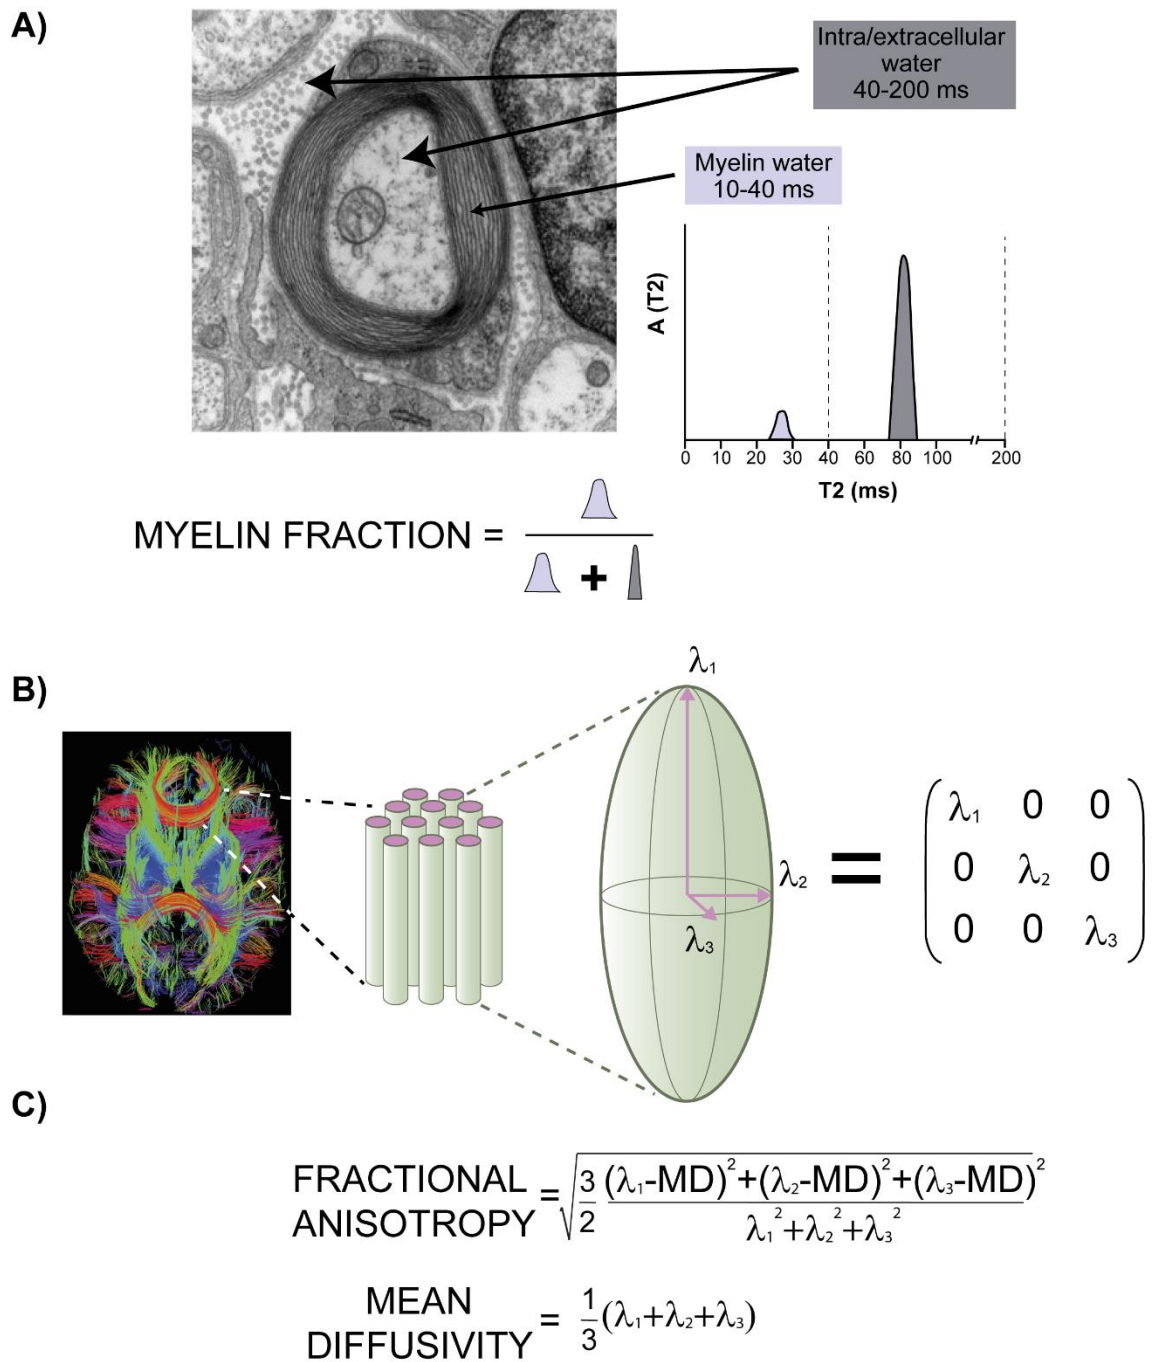 A)
Intra/extracellular
water
40-200 ms
Myelin water
10-40 ms
A (T2)
0 10 20 30 40 60 80 100 200
T2 (ms)
MYELIN FRACTION =
+
B)
λ1
λ2
λ3
=
λ1 0 0
0 λ2 0
0 0 λ3
C)
FRACTIONAL
ANISOTROPY = √ 3/2 (λ1-MD)²+(λ2-MD)²+(λ3-MD)² / λ1²+λ2²+λ3²
MEAN
DIFFUSIVITY = 1/3 (λ1+λ2+λ3)